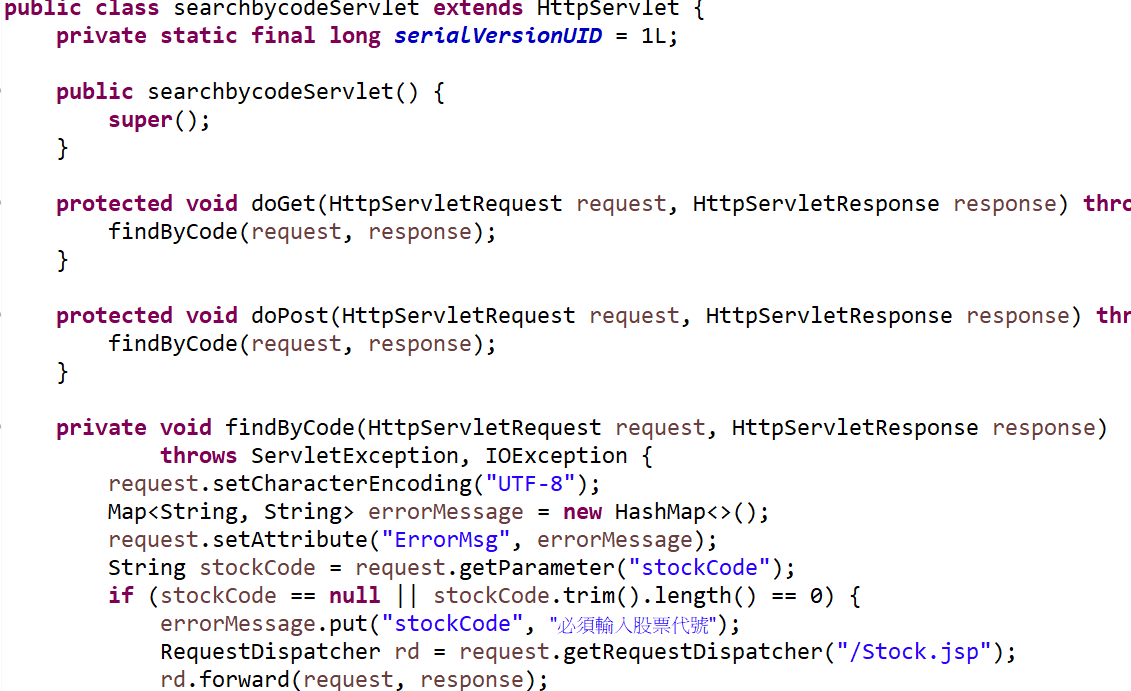 public class searchbycodeServlet extends HttpServlet {
private static final long serialVersionUID = 1L;
public searchbycodeServlet() {
super();
}
protected void doGet(HttpServletRequest request, HttpServletResponse response) thro
findByCode(request, response);
}
protected void doPost(HttpServletRequest request, HttpServletResponse response) thr
findByCode(request, response);
}
private void findByCode(HttpServletRequest request, HttpServletResponse response)
throws ServletException, IOException {
request.setCharacterEncoding("UTF-8");
Map<String, String> errorMessage = new HashMap<>();
request.setAttribute("ErrorMsg", errorMessage);
String stockCode = request.getParameter("stockCode");
if (stockCode == null || stockCode.trim().length() == 0) {
errorMessage.put("stockCode", "必須輸入股票代號");
RequestDispatcher rd = request.getRequestDispatcher("/Stock.jsp");
rd.forward(request, response);